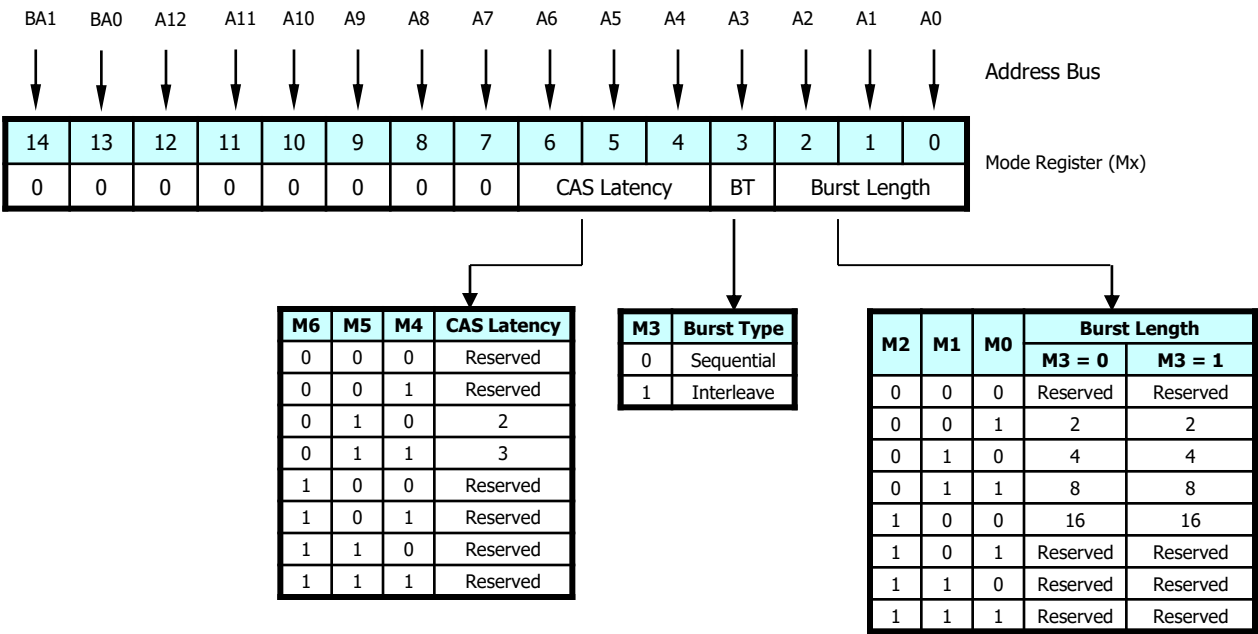 BA1 BA0 A12 A11 A10 A9 A8 A7 A6 A5 A4 A3 A2 A1 A0
Address Bus
14 13 12 11 10 9 8 7 6 5 4 3 2 1 0
Mode Register (Mx)
0 0 0 0 0 0 0 0 CAS Latency BT Burst Length
M6 M5 M4 CAS Latency
0 0 0 Reserved
0 0 1 Reserved
0 1 0 2
0 1 1 3
1 0 0 Reserved
1 0 1 Reserved
1 1 0 Reserved
1 1 1 Reserved
M3 Burst Type
0 Sequential
1 Interleave
M2 M1 M0 Burst Length
M3 = 0 M3 = 1
0 0 0 Reserved Reserved
0 0 1 2 2
0 1 0 4 4
0 1 1 8 8
1 0 0 16 16
1 0 1 Reserved Reserved
1 1 0 Reserved Reserved
1 1 1 Reserved Reserved